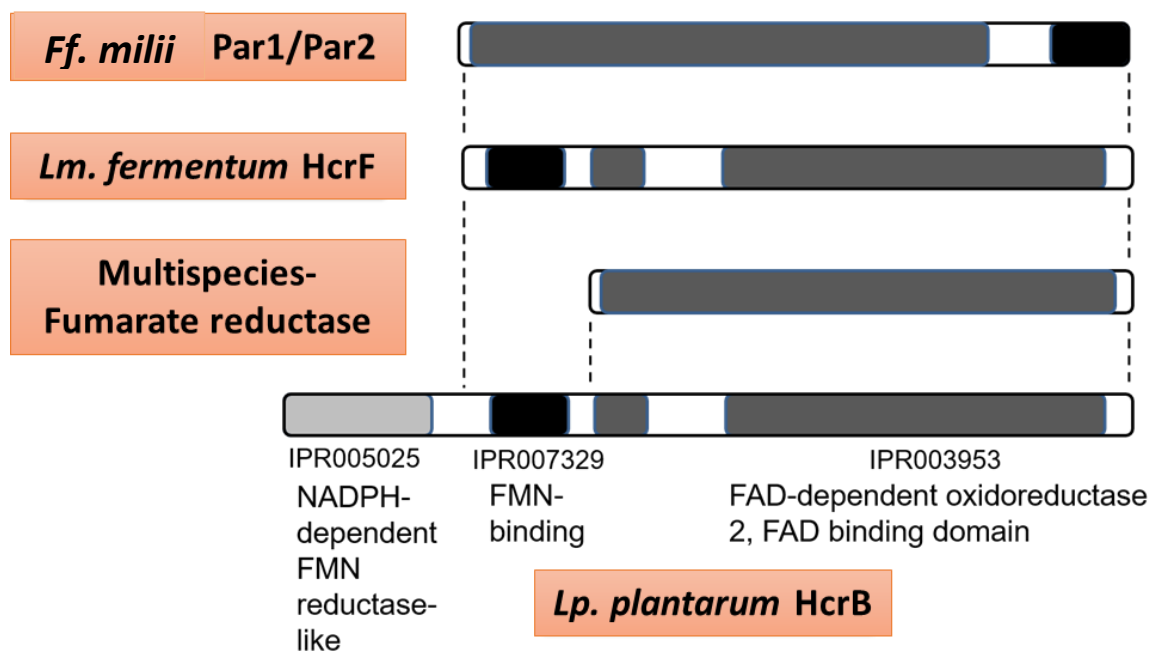 Ff. milii Par1/Par2
Lm. fermentum HcrF
Multispecies-
Fumarate reductase
IPR005025
NADPH-
dependent
FMN
reductase-
like
IPR007329
FMN-
binding
IPR003953
FAD-dependent oxidoreductase
2, FAD binding domain
Lp. plantarum HcrB